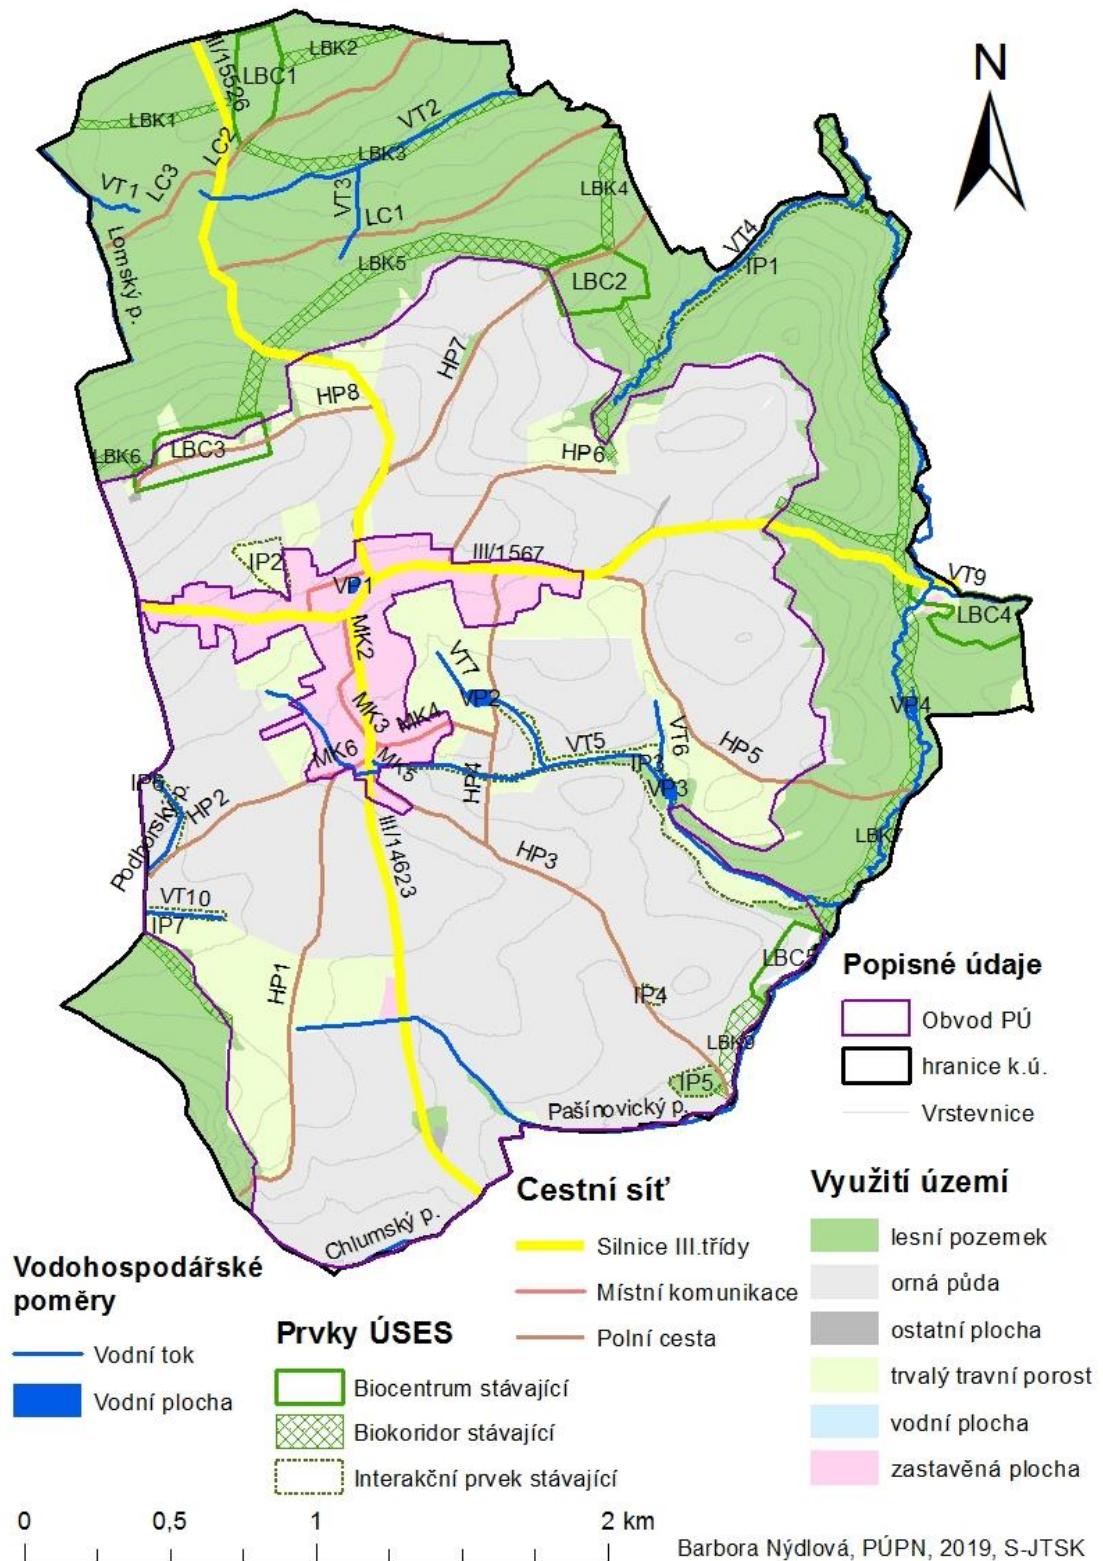 N
III/15526
LBK2
LBC1
LBK1
VT2
LC2
LBK3
VT1
LC3
VT3
LBK4
LC1
Lomský p.
LBK5
VT4
IP1
LBC2
HP7
HP8
LBC3
LBK6
HP6
IP2
III/1567
VP1
VT9
LBC4
MK2
VT7
VP2
VP4
MK3
MK4
VT6
VT5
HP5
MK6
MK5
IP3
HP4
VP3
IP6
Podhorský p.
HP2
LBK7
III/14623
HP3
VT10
IP7
LBC5
HP1
IP4
LBK9
IP5
Pašínovický p.
Chlumský p.
Popisné údaje
Obvod PÚ
hranice k.ú.
Vrstevnice
Cestní síť
Silnice III.třídy
Místní komunikace
Polní cesta
Využití území
lesní pozemek
orná půda
ostatní plocha
trvalý travní porost
vodní plocha
zastavěná plocha
Vodohospodářské
poměry
Vodní tok
Vodní plocha
Prvky ÚSES
Biocentrum stávající
Biokoridor stávající
Interakční prvek stávající
0 0,5 1 2 km
Barbora Nýdlová, PÚPN, 2019, S-JTSK